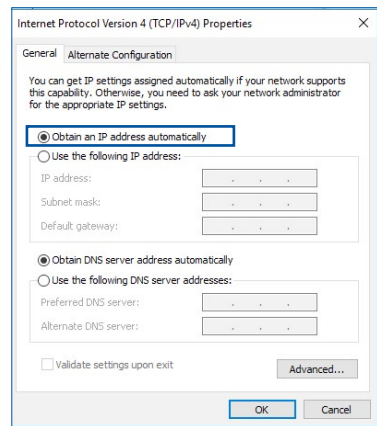 Internet Protocol Version 4 (TCP/IPv4) Properties
General
Alternate Configuration
You can get IP settings assigned automatically if your network supports
this capability. Otherwise, you need to ask your network administrator
for the appropriate IP settings.
Obtain an IP address automatically
Use the following IP address:
IP address:
Subnet mask:
Default gateway:
Obtain DNS server address automatically
Use the following DNS server addresses:
Preferred DNS server:
Alternate DNS server:
Validate settings upon exit
Advanced...
OK
Cancel